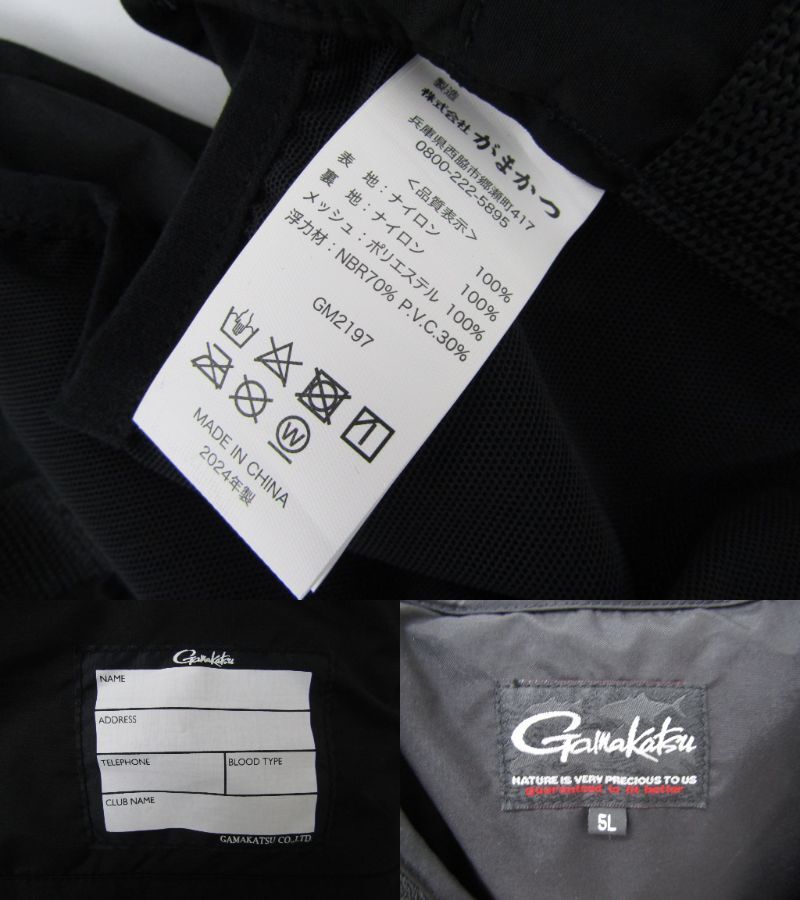 製造
株式会社 がまかつ
兵庫県西脇市郷瀬町417
0800-222-5895
<品質表示>
表 地:ナイロン 100%
裏 地:ナイロン 100%
メッシュ:ポリエステル 100%
浮力材:NBR70% P.V.C.30%
GM2197
W
MADE IN CHINA
2024年製
Gamakatsu
NAME
ADDRESS
TELEPHONE BLOOD TYPE
CLUB NAME
GAMAKATSU CO.,LTD.
Gamakatsu
NATURE IS VERY PRECIOUS TO US
guaranteed to be better
5L